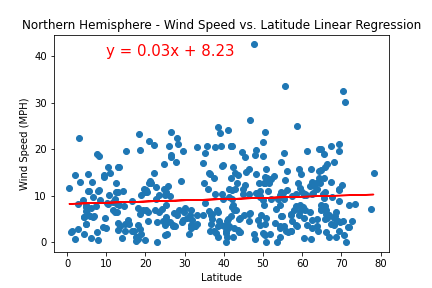 Northern Hemisphere - Wind Speed vs. Latitude Linear Regression
y = 0.03x + 8.23
40
30
20
10
0
Wind Speed (MPH)
0 10 20 30 40 50 60 70 80
Latitude